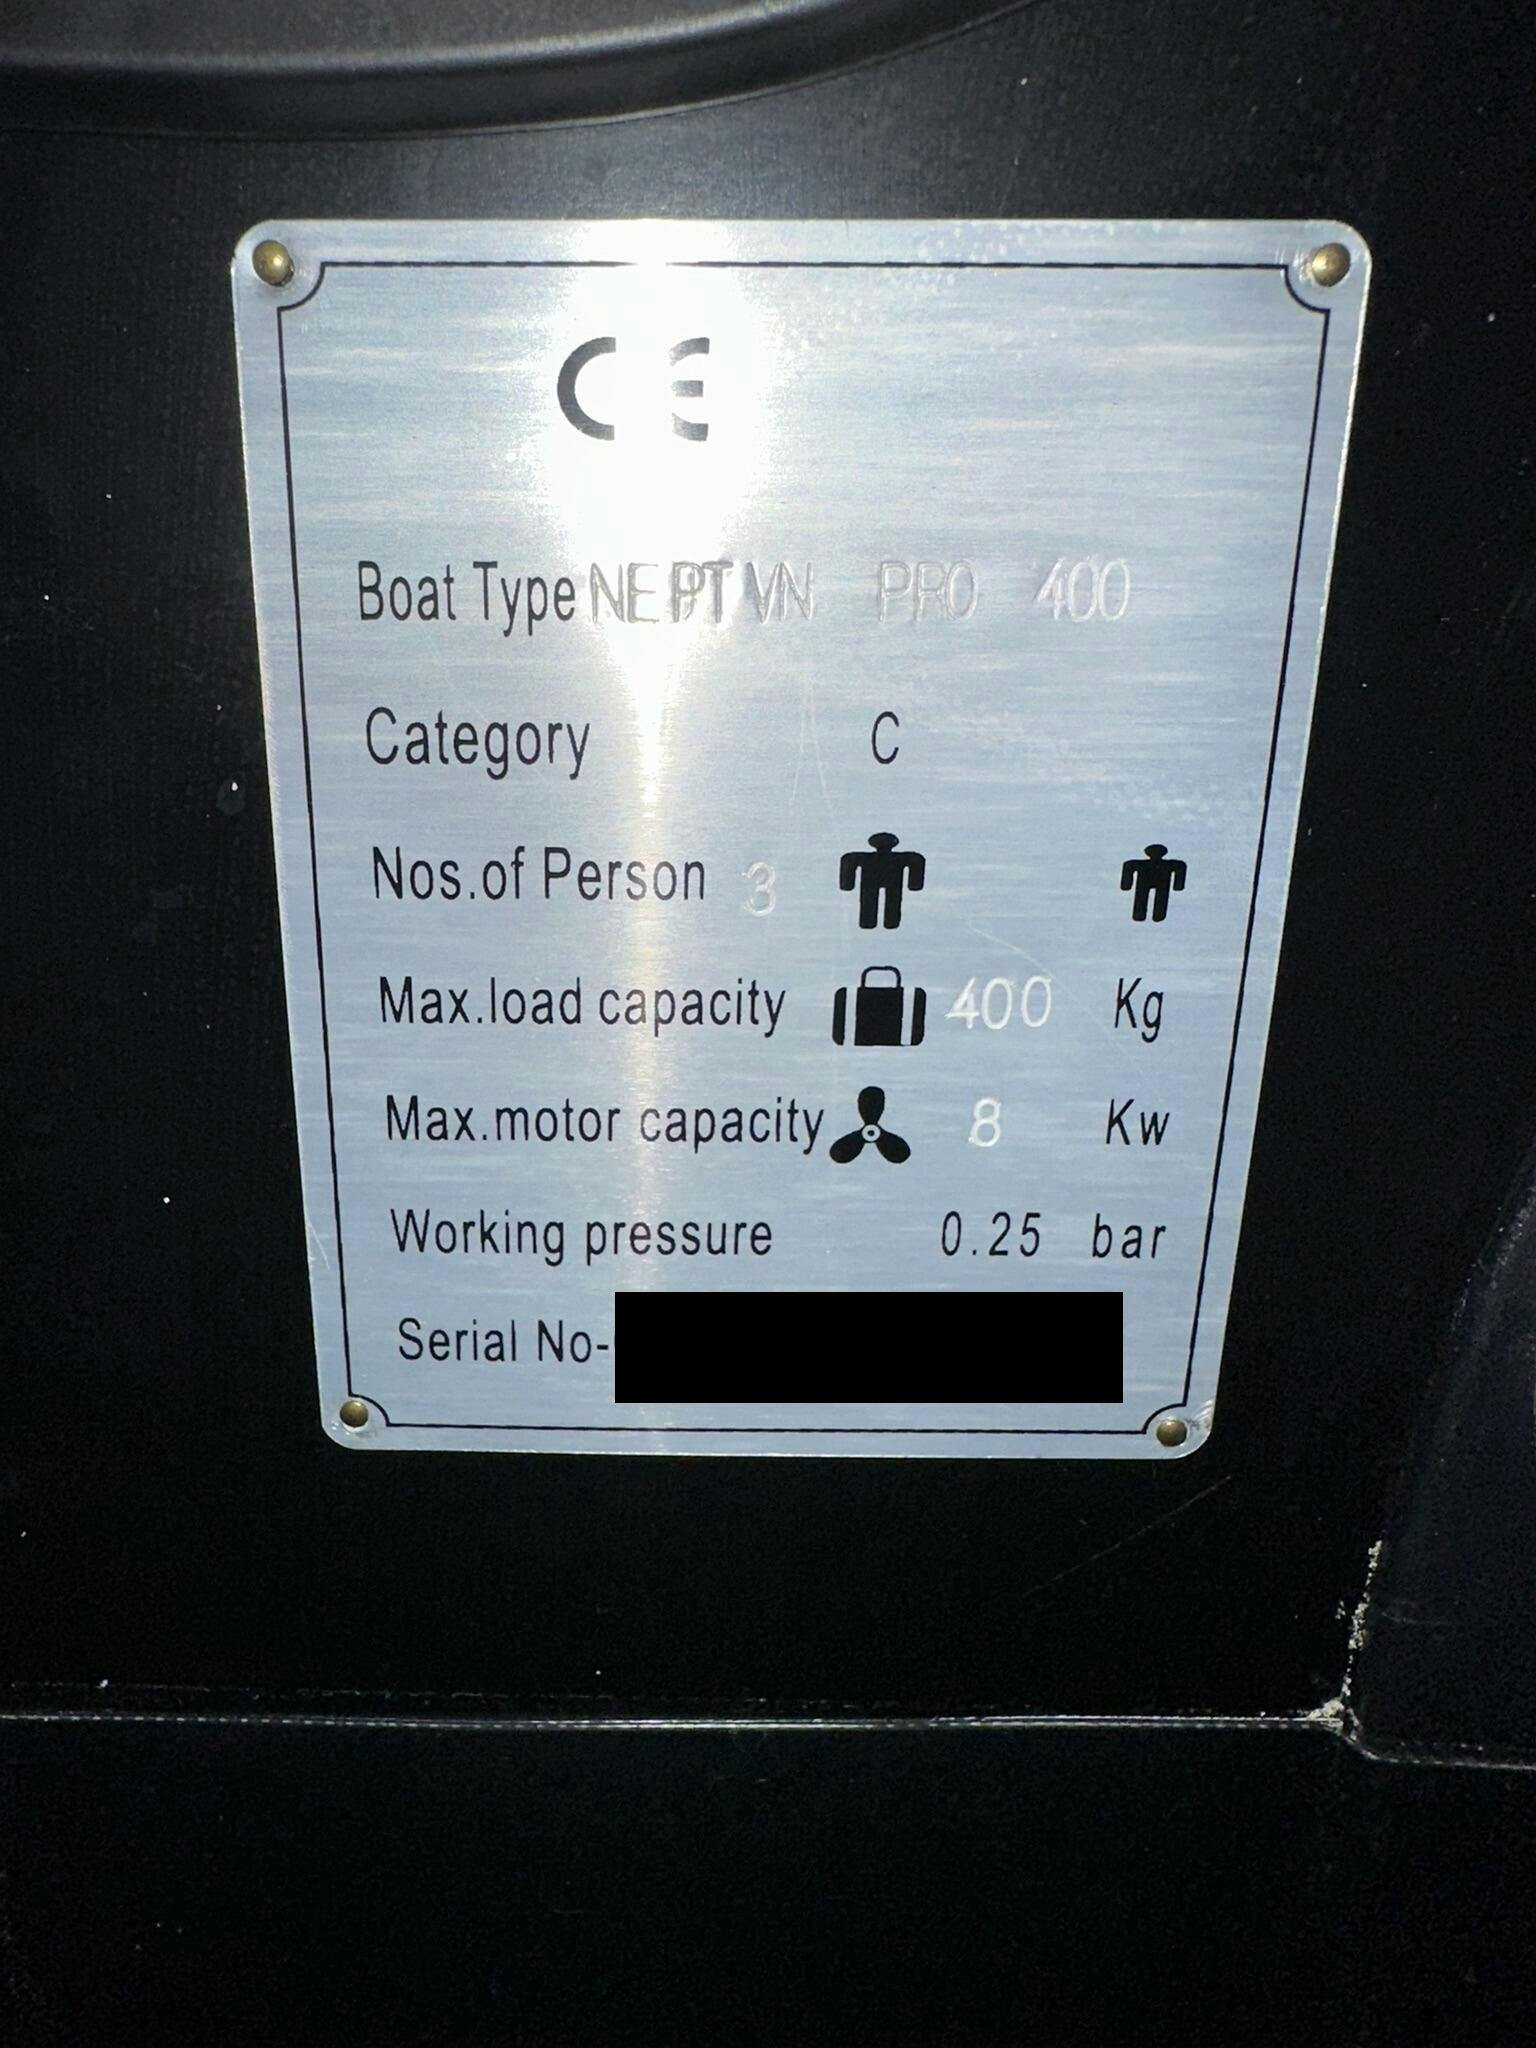 CE
Boat Type NEPTVN PRO 400
Category C
Nos.of Person 3
Max.load capacity 400 Kg
Max.motor capacity 8 Kw
Working pressure 0.25 bar
Serial No-